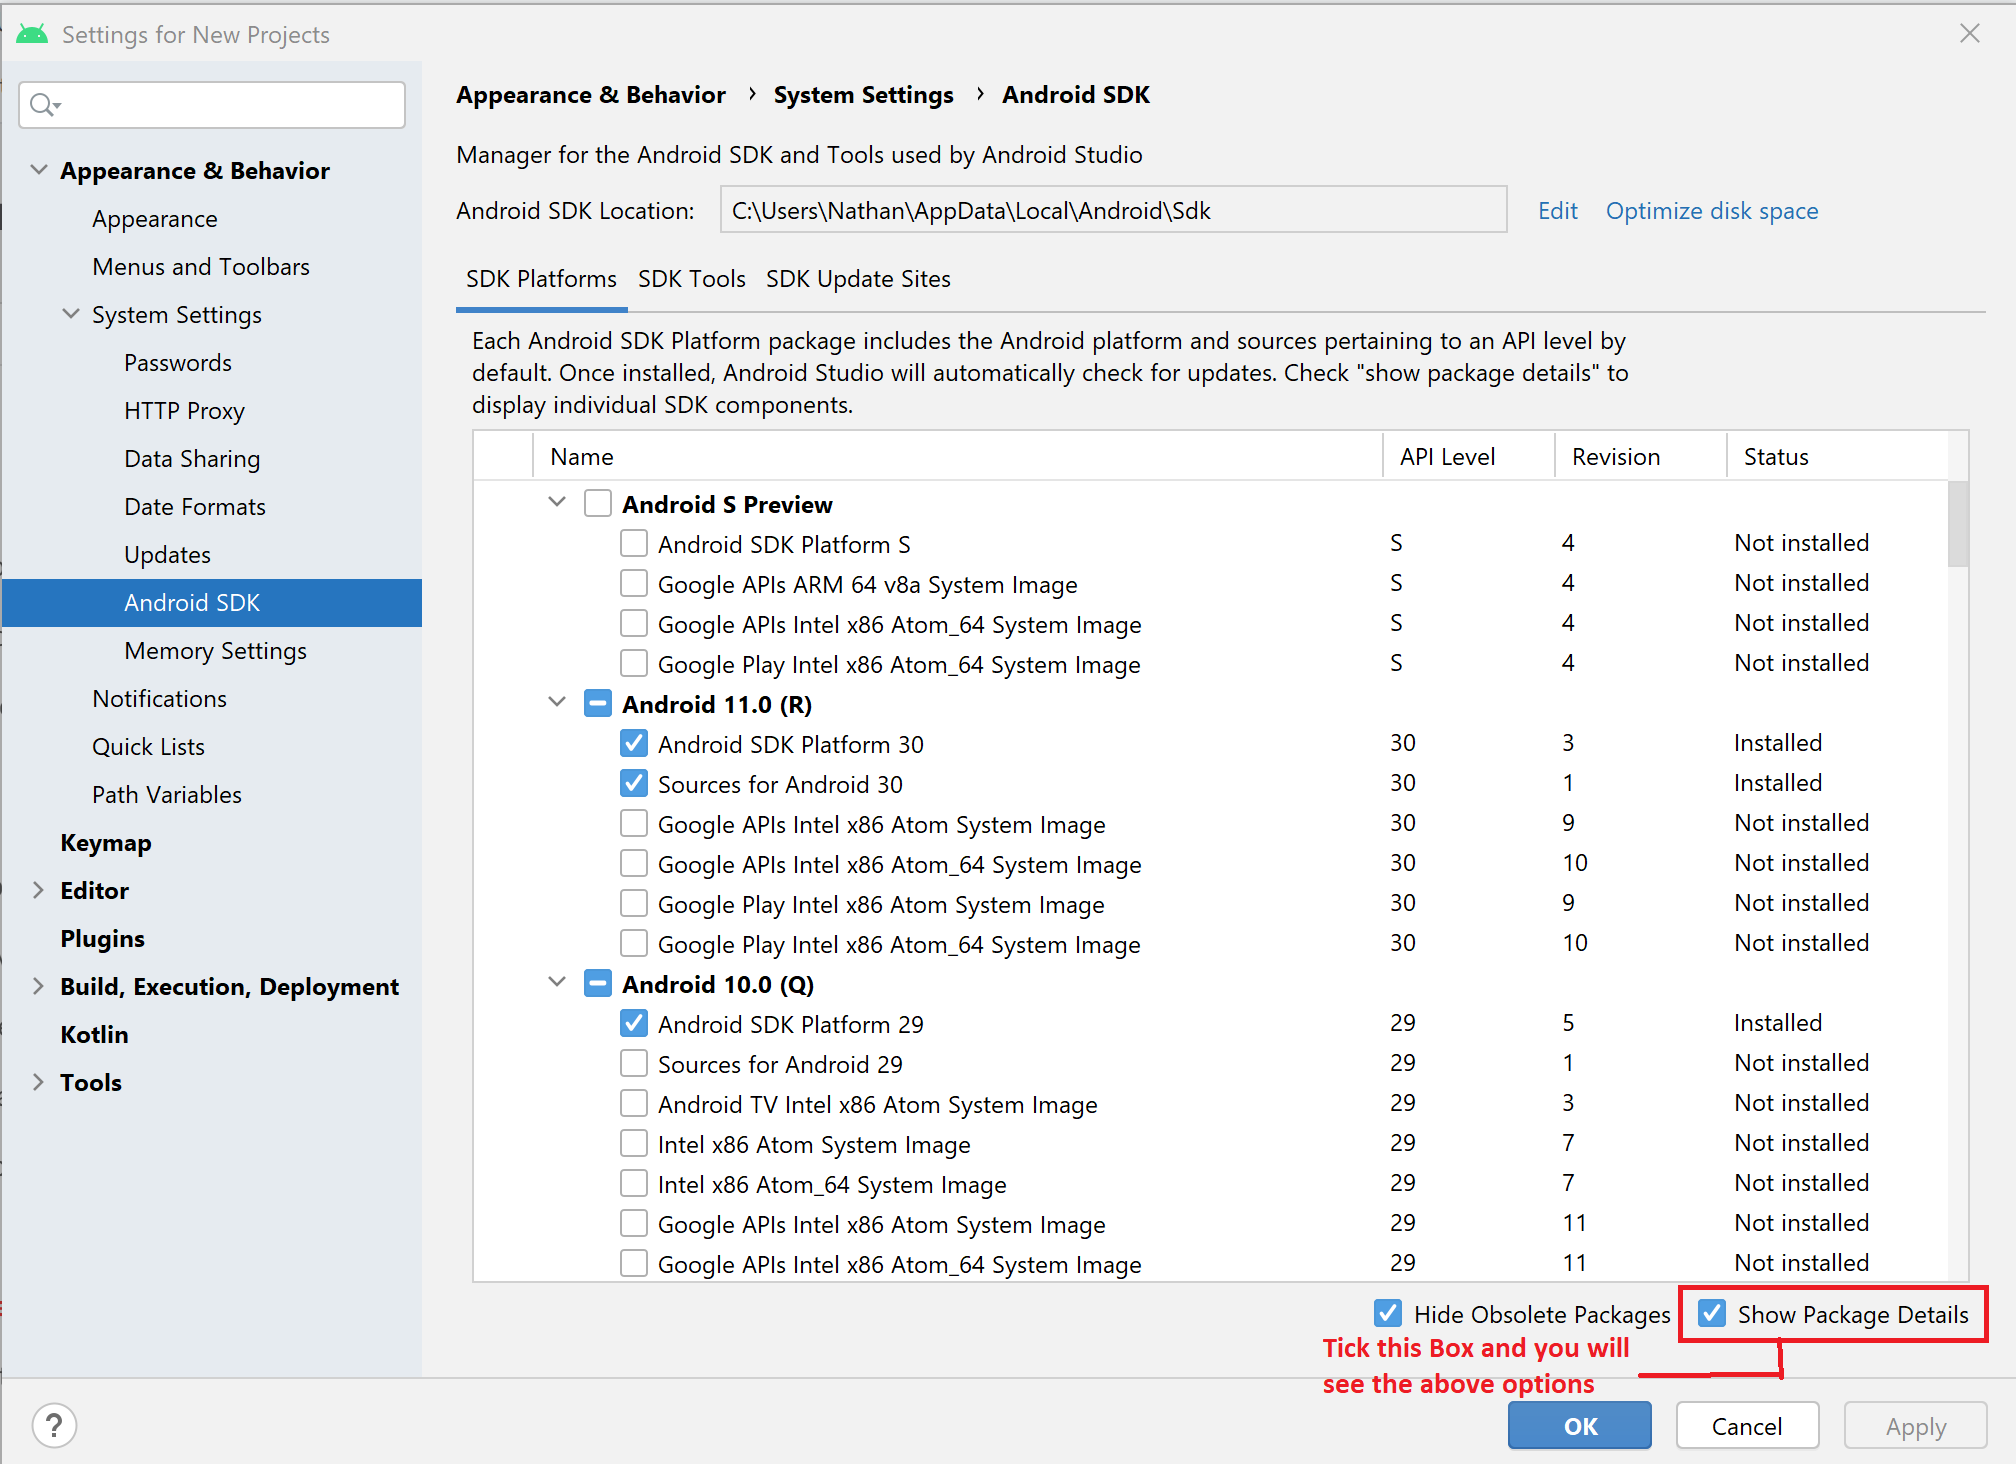 Settings for New Projects
Appearance & Behavior
Appearance
Menus and Toolbars
System Settings
Passwords
HTTP Proxy
Data Sharing
Date Formats
Updates
Android SDK
Memory Settings
Notifications
Quick Lists
Path Variables
Keymap
Editor
Plugins
Build, Execution, Deployment
Kotlin
Tools
Appearance & Behavior › System Settings › Android SDK
Manager for the Android SDK and Tools used by Android Studio
Android SDK Location: C:\Users\Nathan\AppData\Local\Android\Sdk Edit Optimize disk space
SDK Platforms SDK Tools SDK Update Sites
Each Android SDK Platform package includes the Android platform and sources pertaining to an API level by
default. Once installed, Android Studio will automatically check for updates. Check "show package details" to
display individual SDK components.
Name API Level Revision Status
Android S Preview
Android SDK Platform S S 4 Not installed
Google APIs ARM 64 v8a System Image S 4 Not installed
Google APIs Intel x86 Atom_64 System Image S 4 Not installed
Google Play Intel x86 Atom_64 System Image S 4 Not installed
Android 11.0 (R)
Android SDK Platform 30 30 3 Installed
Sources for Android 30 30 1 Installed
Google APIs Intel x86 Atom System Image 30 9 Not installed
Google APIs Intel x86 Atom_64 System Image 30 10 Not installed
Google Play Intel x86 Atom System Image 30 9 Not installed
Google Play Intel x86 Atom_64 System Image 30 10 Not installed
Android 10.0 (Q)
Android SDK Platform 29 29 5 Installed
Sources for Android 29 29 1 Not installed
Android TV Intel x86 Atom System Image 29 3 Not installed
Intel x86 Atom System Image 29 7 Not installed
Intel x86 Atom_64 System Image 29 7 Not installed
Google APIs Intel x86 Atom System Image 29 11 Not installed
Google APIs Intel x86 Atom_64 System Image 29 11 Not installed
Hide Obsolete Packages Show Package Details
Tick this Box and you will
see the above options
? OK Cancel Apply